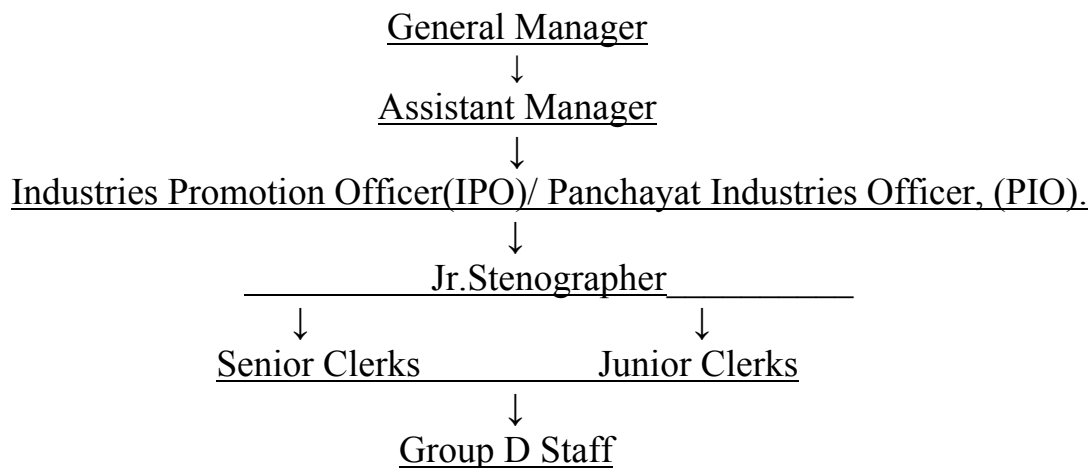 General Manager
↓
Assistant Manager
↓
Industries Promotion Officer(IPO)/ Panchayat Industries Officer, (PIO).
↓
Jr.Stenographer__________
↓ ↓
Senior Clerks Junior Clerks
↓
Group D Staff